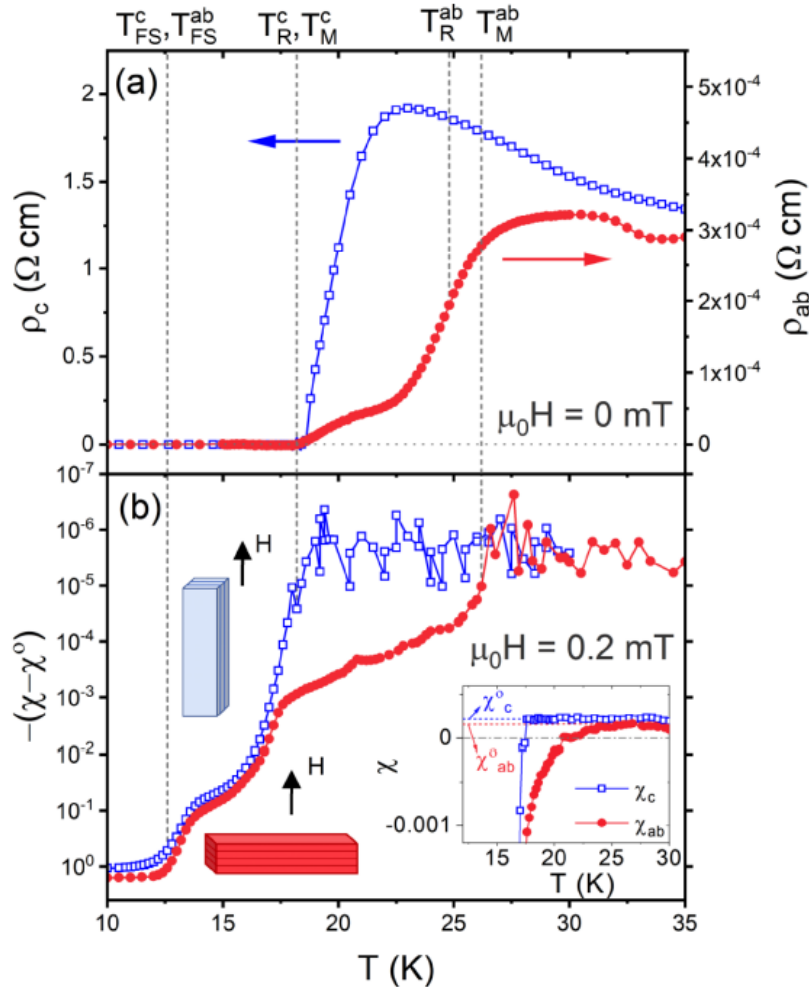 T^c_FS, T^ab_FS T^c_R, T^c_M T^ab_R T^ab_M
(a)
2
1.5
1
0.5
0
ρ_c (Ω cm)
5x10^-4
4x10^-4
3x10^-4
2x10^-4
1x10^-4
0
ρ_ab (Ω cm)
μ_0H = 0 mT
(b)
10^-7
10^-6
10^-5
10^-4
10^-3
10^-2
10^-1
10^0
-(χ-χ^o)
H
H
μ_0H = 0.2 mT
χ^o_c
χ^o_ab
0
-0.001
χ
χ_c
χ_ab
15 20 25 30
T (K)
10 15 20 25 30 35
T (K)